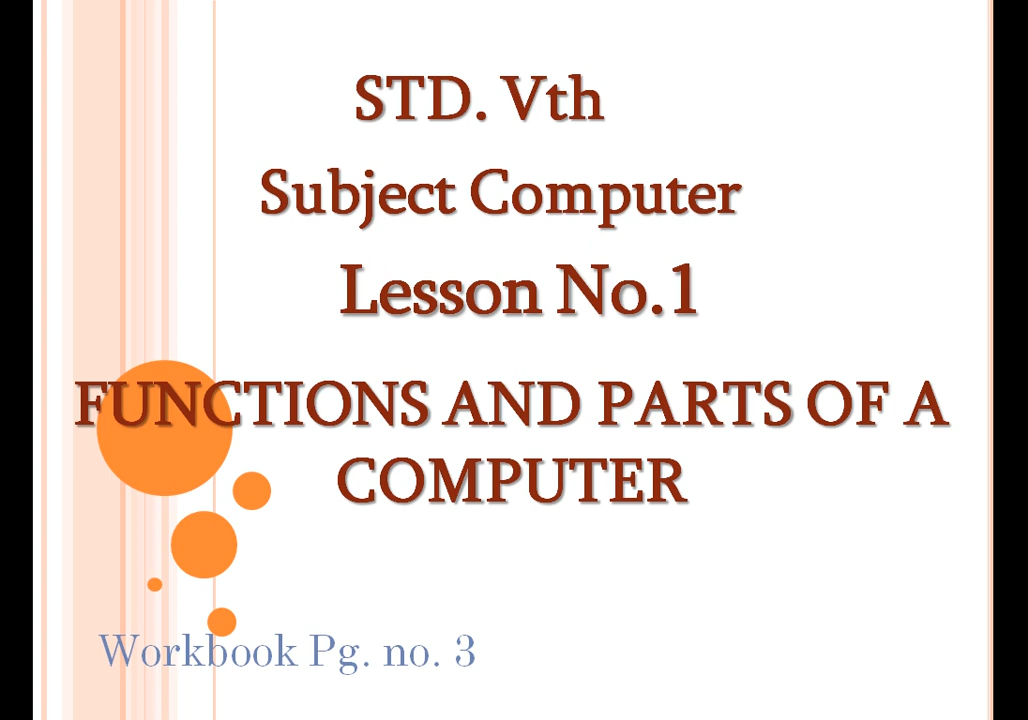 STD. Vth
Subject Computer
Lesson No.1
FUNCTIONS AND PARTS OF A
COMPUTER
Workbook Pg. no. 3